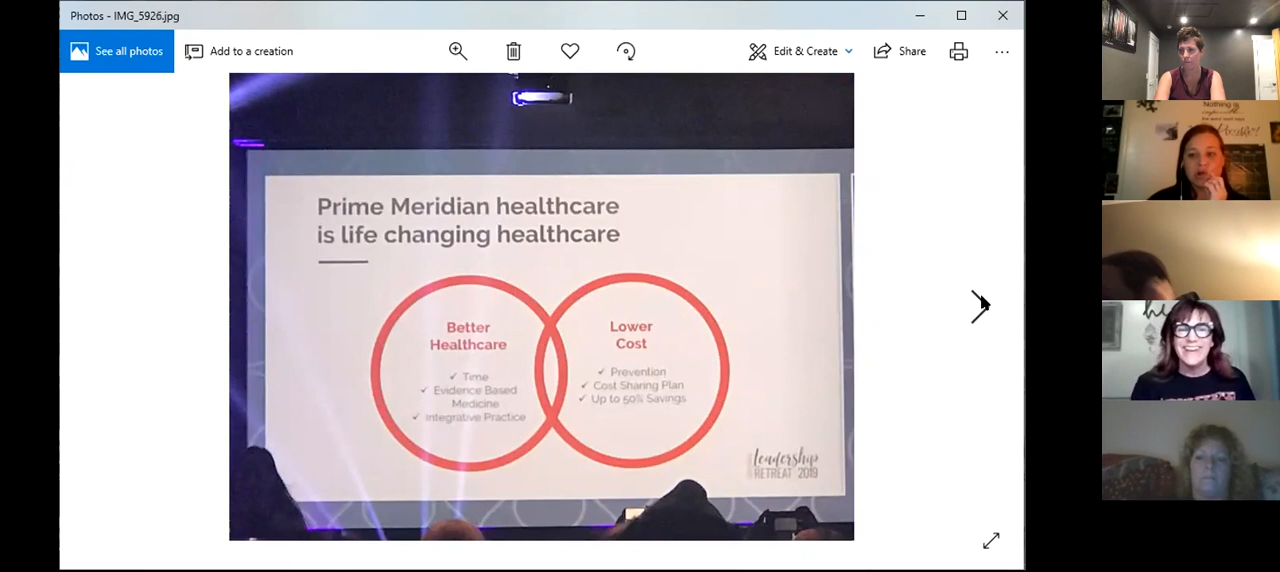 Photos - IMG_5926.jpg
See all photos
Add to a creation
Edit & Create
Share
Prime Meridian healthcare
is life changing healthcare
Better
Healthcare
✓ Time
✓ Evidence Based
Medicine
✓ Integrative Practice
Lower
Cost
✓ Prevention
✓ Cost Sharing Plan
✓ Up to 50% Savings
leadership
RETREAT 2019
Nothing is